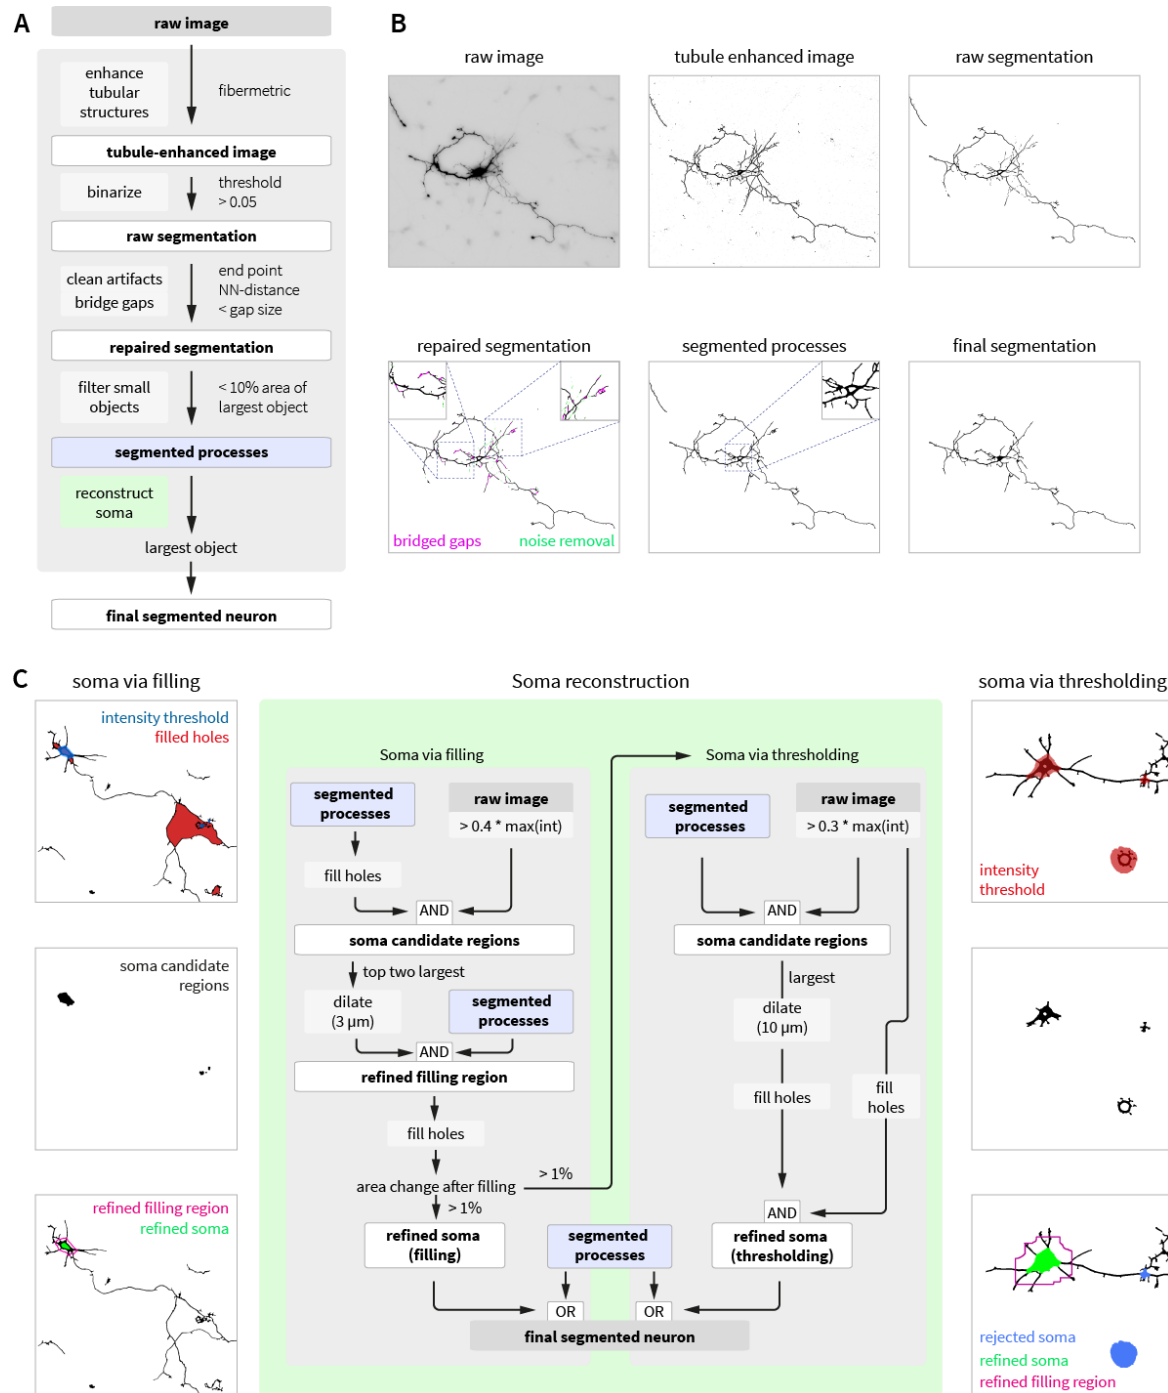 A
raw image
enhance
tubular
structures
fibermetric
tubule-enhanced image
binarize
threshold
> 0.05
raw segmentation
clean artifacts
bridge gaps
end point
NN-distance
< gap size
repaired segmentation
filter small
objects
< 10% area of
largest object
segmented processes
reconstruct
soma
largest object
final segmented neuron
B
raw image
tubule enhanced image
raw segmentation
repaired segmentation
bridged gaps
noise removal
segmented processes
final segmentation
C
soma via filling
intensity threshold
filled holes
soma candidate
regions
refined filling region
refined soma
Soma reconstruction
Soma via filling
segmented
processes
raw image
> 0.4 * max(int)
fill holes
AND
soma candidate regions
top two largest
dilate
(3 µm)
segmented
processes
AND
refined filling region
fill holes
area change after filling
> 1%
> 1%
refined soma
(filling)
segmented
processes
OR
OR
final segmented neuron
Soma via thresholding
segmented
processes
raw image
> 0.3 * max(int)
AND
soma candidate regions
largest
dilate
(10 µm)
fill holes
fill
holes
AND
refined soma
(thresholding)
soma via thresholding
intensity
threshold
rejected soma
refined soma
refined filling region